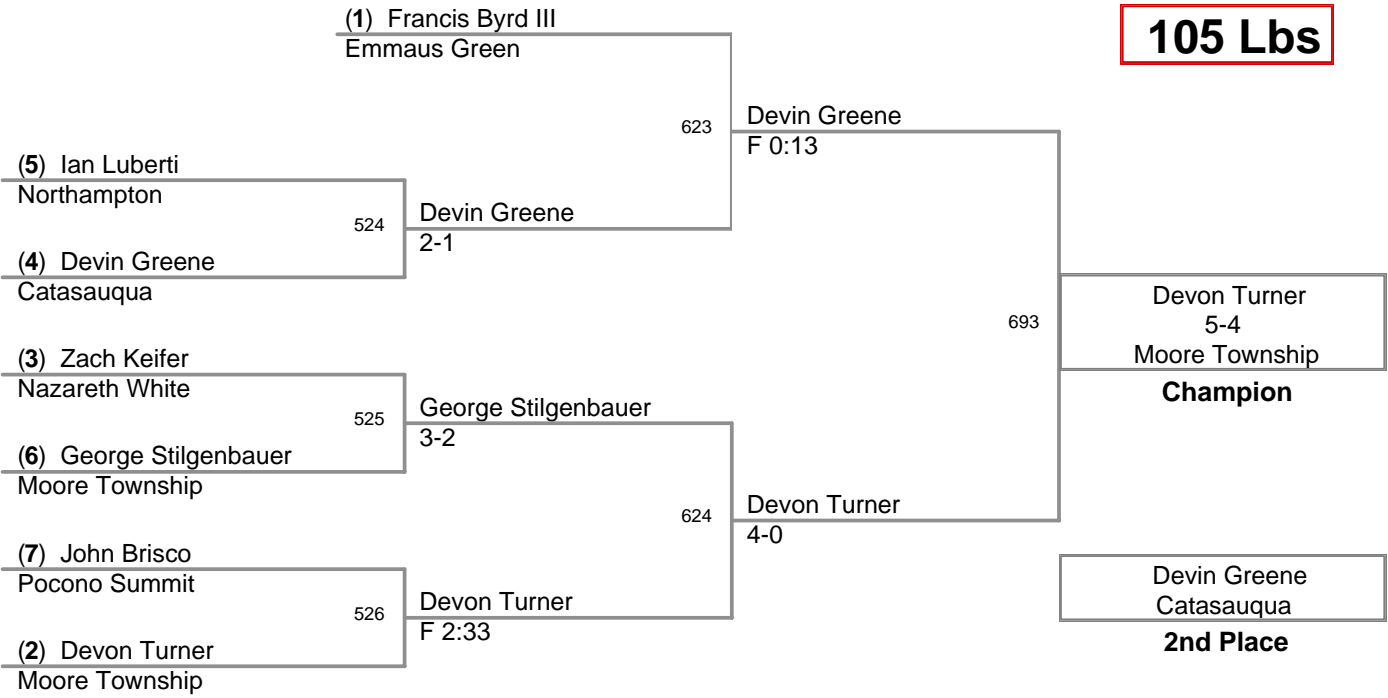 (1) Francis Byrd III
Emmaus Green
105 Lbs
623
Devin Greene
F 0:13
(5) Ian Luberti
Northampton
524
Devin Greene
2-1
(4) Devin Greene
Catasauqua
693
Devon Turner
5-4
Moore Township
Champion
(3) Zach Keifer
Nazareth White
525
George Stilgenbauer
3-2
(6) George Stilgenbauer
Moore Township
624
Devon Turner
4-0
(7) John Brisco
Pocono Summit
526
Devon Turner
F 2:33
(2) Devon Turner
Moore Township
Devin Greene
Catasauqua
2nd Place